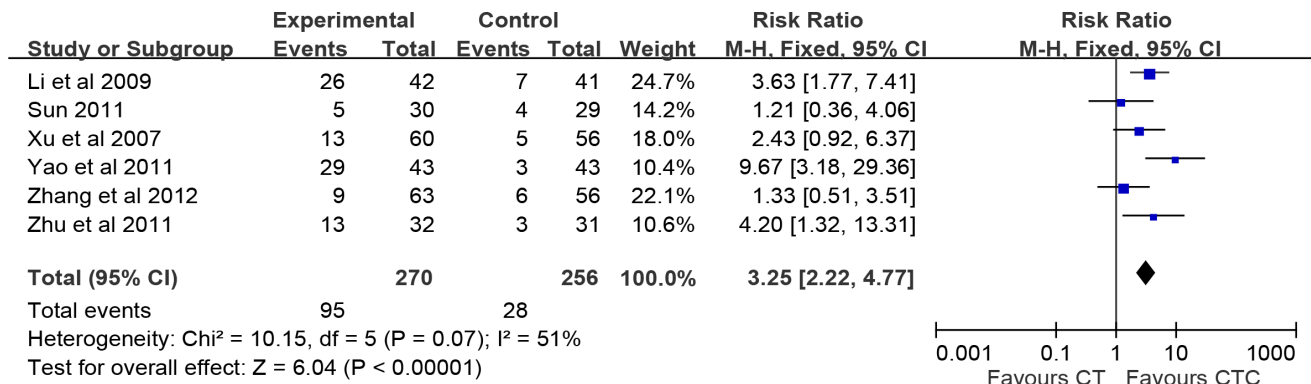 Experimental Control Risk Ratio Risk Ratio
Study or Subgroup Events Total Events Total Weight M-H, Fixed, 95% CI M-H, Fixed, 95% CI
Li et al 2009 26 42 7 41 24.7% 3.63 [1.77, 7.41]
Sun 2011 5 30 4 29 14.2% 1.21 [0.36, 4.06]
Xu et al 2007 13 60 5 56 18.0% 2.43 [0.92, 6.37]
Yao et al 2011 29 43 3 43 10.4% 9.67 [3.18, 29.36]
Zhang et al 2012 9 63 6 56 22.1% 1.33 [0.51, 3.51]
Zhu et al 2011 13 32 3 31 10.6% 4.20 [1.32, 13.31]
Total (95% CI) 270 256 100.0% 3.25 [2.22, 4.77]
Total events 95 28
Heterogeneity: Chi² = 10.15, df = 5 (P = 0.07); I² = 51%
Test for overall effect: Z = 6.04 (P < 0.00001)
0.001 0.1 1 10 1000
Favours CT Favours CTC